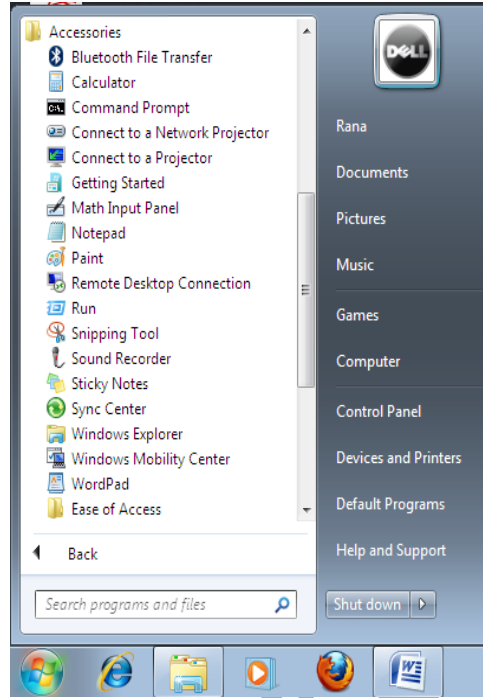 Accessories
Bluetooth File Transfer
Calculator
Command Prompt
Connect to a Network Projector
Connect to a Projector
Getting Started
Math Input Panel
Notepad
Paint
Remote Desktop Connection
Run
Snipping Tool
Sound Recorder
Sticky Notes
Sync Center
Windows Explorer
Windows Mobility Center
WordPad
Ease of Access
Back
Search programs and files
DELL
Rana
Documents
Pictures
Music
Games
Computer
Control Panel
Devices and Printers
Default Programs
Help and Support
Shut down